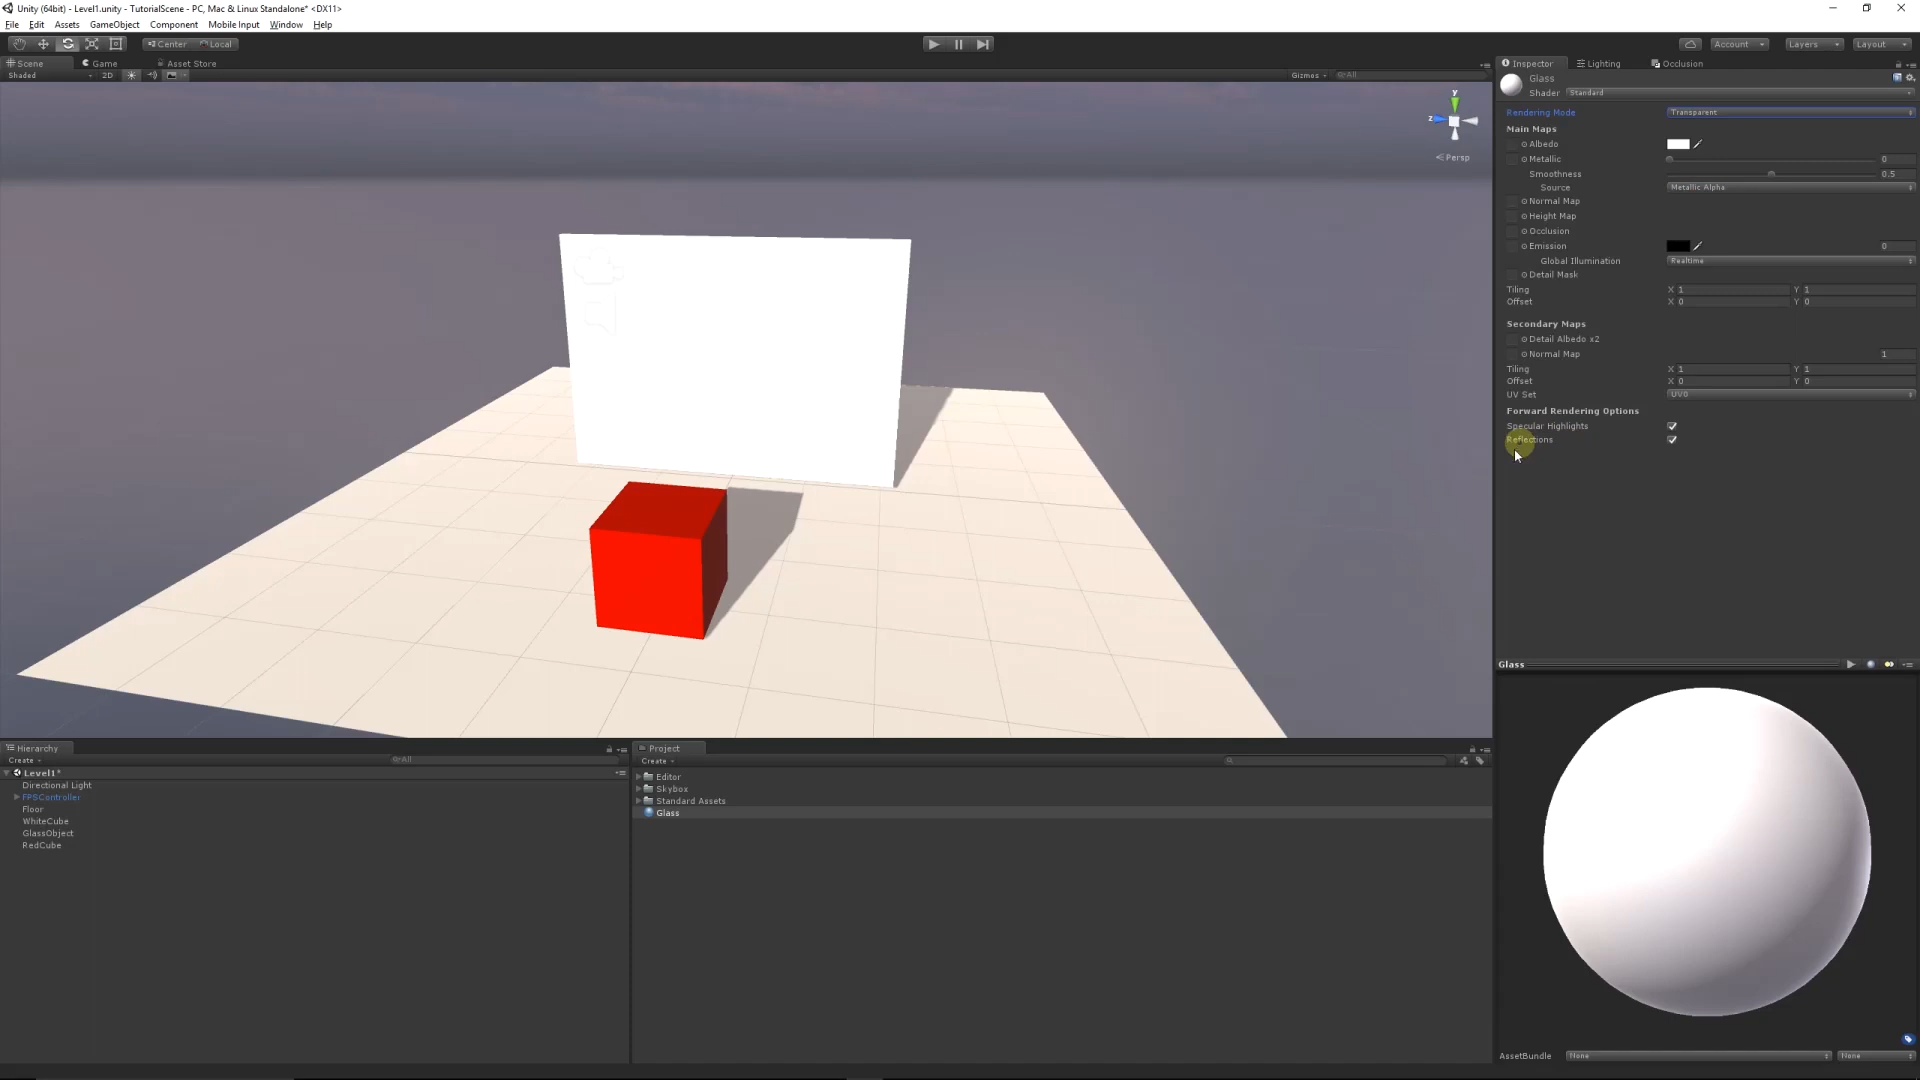 Unity (64bit) - Level1.unity - TutorialScene - PC, Mac & Linux Standalone* <DX11>
File Edit Assets GameObject Component Mobile Input Window Help
Center Local Account Layers Layout
Scene Game Asset Store
Shaded 2D Gizmos All
y
z
Persp
Inspector Lighting Occlusion
Glass
Shader Standard
Rendering Mode Transparent
Main Maps
Albedo
Metallic 0
Smoothness 0.5
Source Metallic Alpha
Normal Map
Height Map
Occlusion
Emission 0
Global Illumination Realtime
Detail Mask
Tiling X 1 Y 1
Offset X 0 Y 0
Secondary Maps
Detail Albedo x2
Normal Map 1
Tiling X 1 Y 1
Offset X 0 Y 0
UV Set UV0
Forward Rendering Options
Specular Highlights
Reflections
Glass
AssetBundle None None
Hierarchy
Create All
Level1*
Directional Light
FPSController
Floor
WhiteCube
GlassObject
RedCube
Project
Create
Editor
Skybox
Standard Assets
Glass